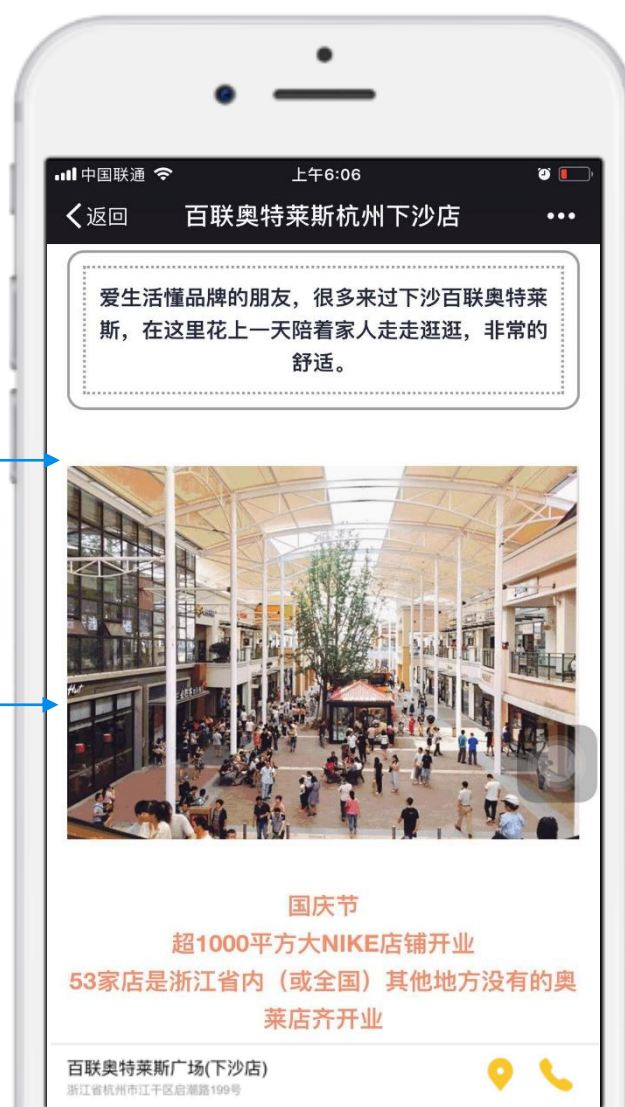 中国联通
上午6:06
返回
百联奥特莱斯杭州下沙店
爱生活懂品牌的朋友，很多来过下沙百联奥特莱
斯，在这里花上一天陪着家人走走逛逛，非常的
舒适。
国庆节
超1000平方大NIKE店铺开业
53家店是浙江省内（或全国）其他地方没有的奥
莱店齐开业
百联奥特莱斯广场(下沙店)
浙江省杭州市江干区启潮路199号